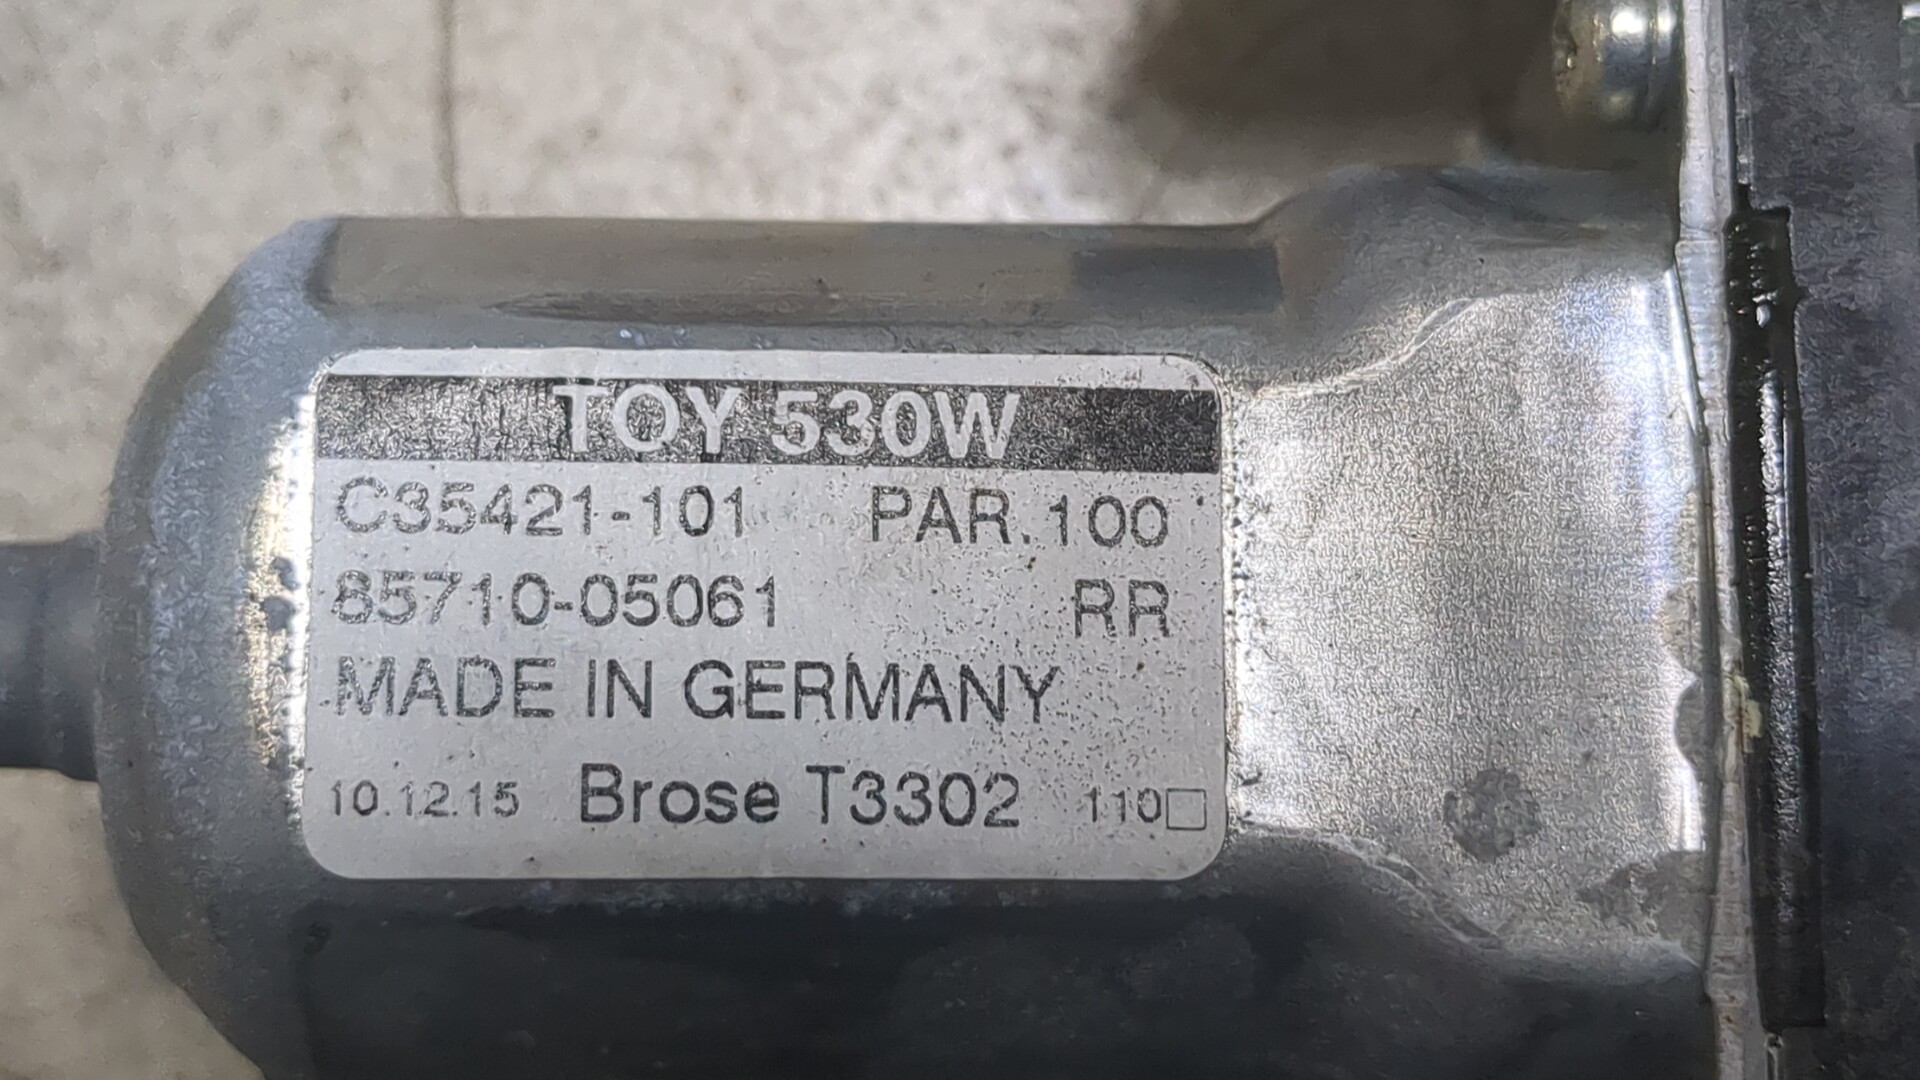 TOY 530W
C35421-101 PAR.100
85710-05061 RR
MADE IN GERMANY
10.12.15 Brose T3302 110